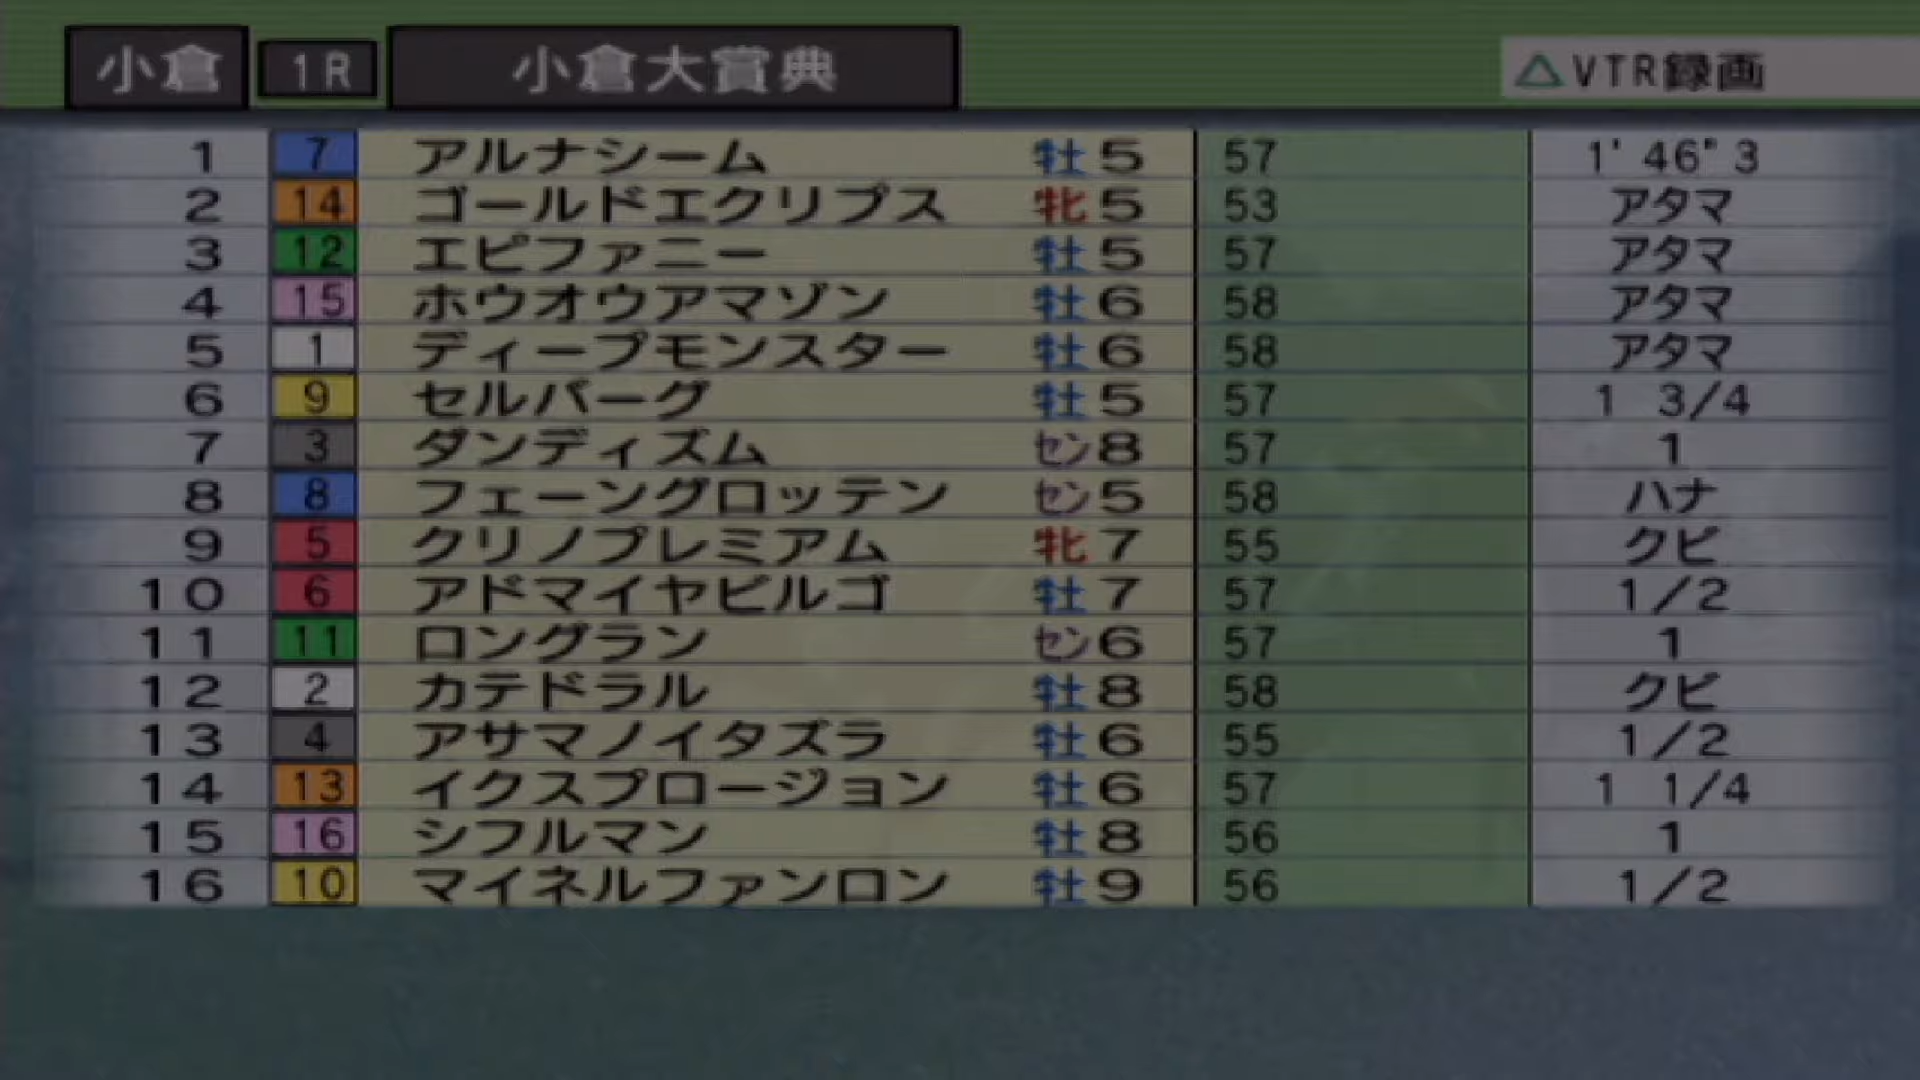 小倉 1R 小倉大賞典 △VTR録画
1 7 アルナシーム 牡5 57 1'46"3
2 14 ゴールドエクリプス 牝5 53 アタマ
3 12 エピファニー 牡5 57 アタマ
4 15 ホウオウアマゾン 牡6 58 アタマ
5 1 ディープモンスター 牡6 58 アタマ
6 9 セルバーグ 牡5 57 1 3/4
7 3 ダンディズム セン8 57 1
8 8 フェーングロッテン セン5 58 ハナ
9 5 クリノプレミアム 牝7 55 クビ
10 6 アドマイヤビルゴ 牡7 57 1/2
11 11 ロングラン セン6 57 1
12 2 カテドラル 牡8 58 クビ
13 4 アサマノイタズラ 牡6 55 1/2
14 13 イクスプロージョン 牡6 57 1 1/4
15 16 シフルマン 牡8 56 1
16 10 マイネルファンロン 牡9 56 1/2